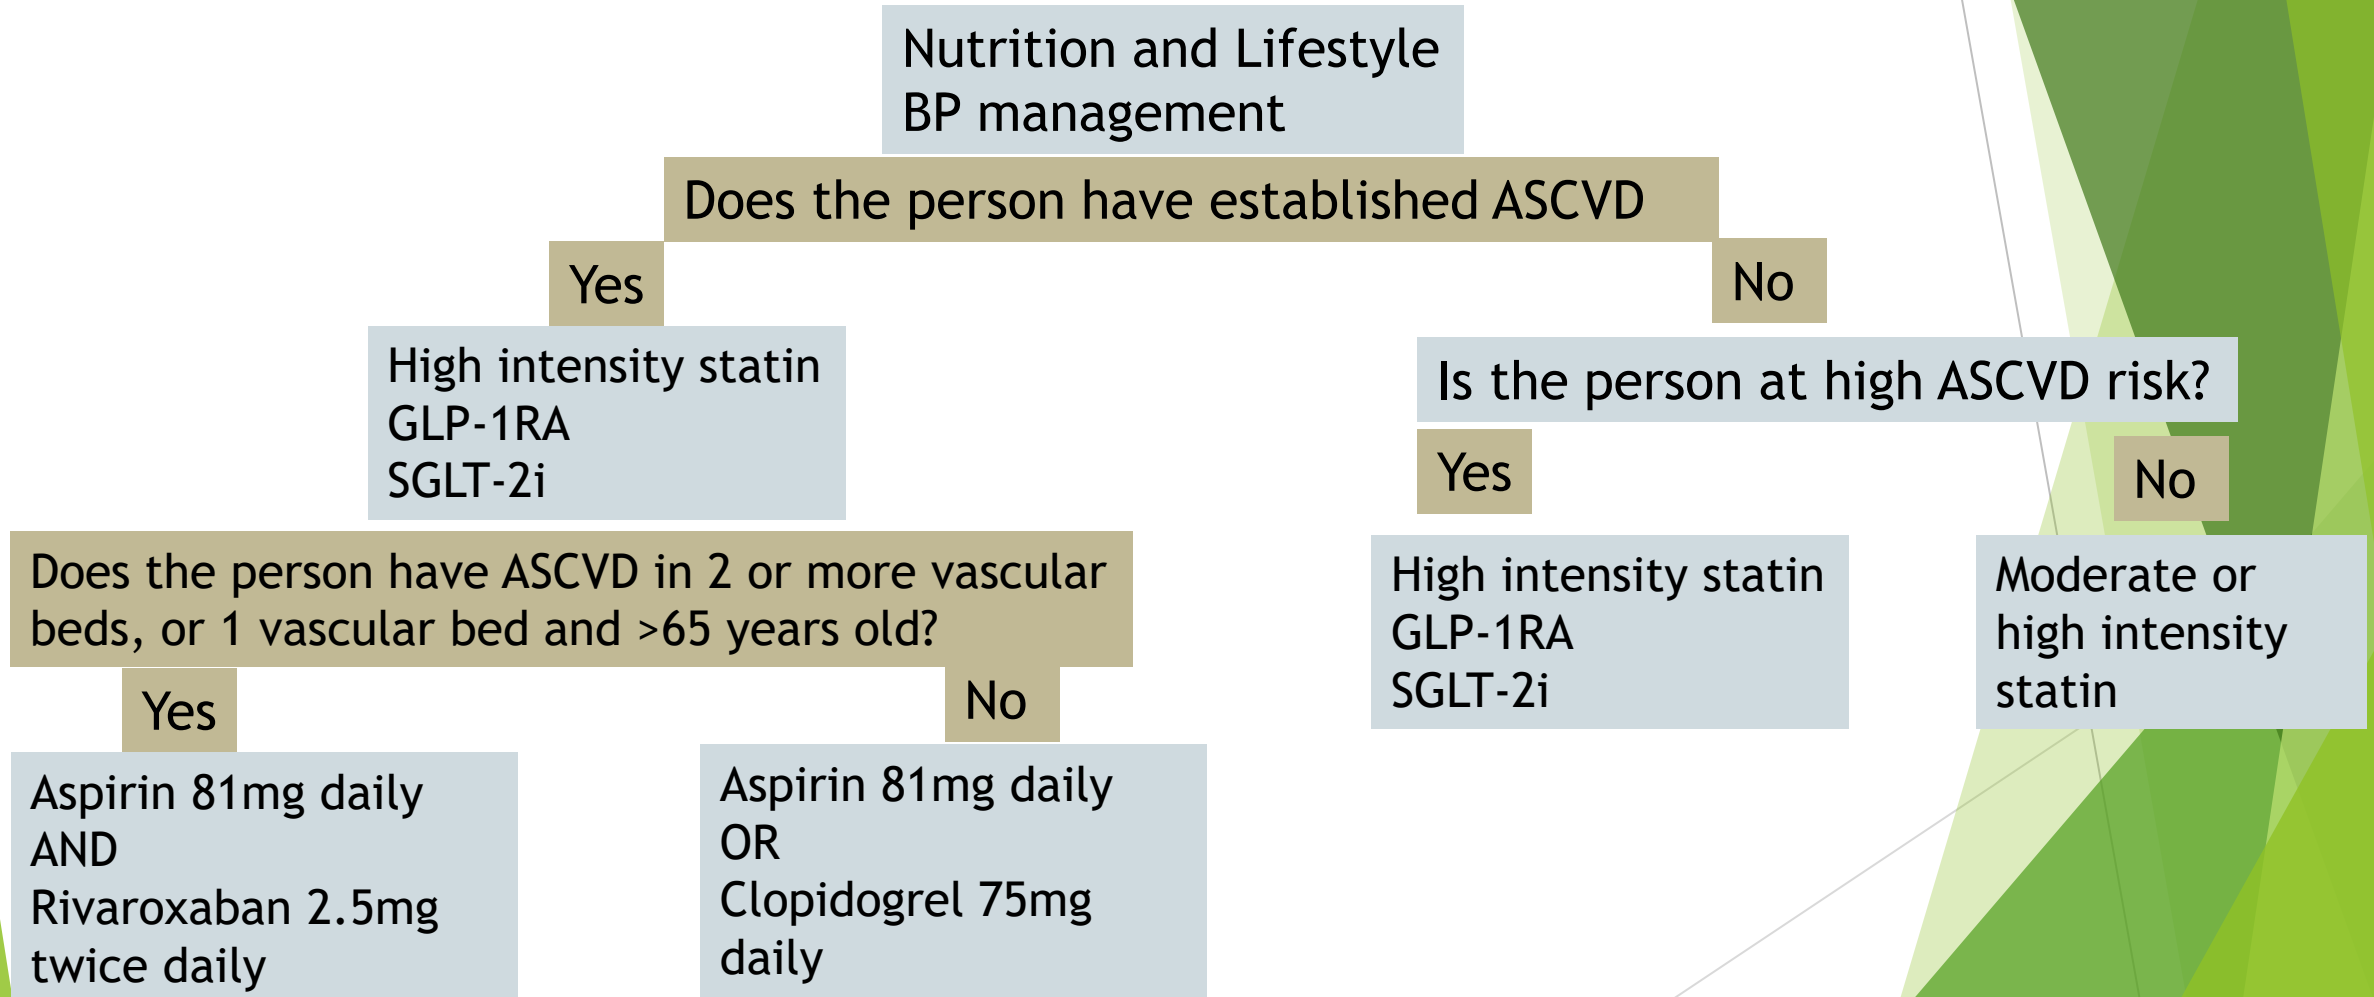 Nutrition and Lifestyle
BP management
Does the person have established ASCVD
Yes
No
High intensity statin
GLP-1RA
SGLT-2i
Is the person at high ASCVD risk?
Yes
No
Does the person have ASCVD in 2 or more vascular
beds, or 1 vascular bed and >65 years old?
High intensity statin
GLP-1RA
SGLT-2i
Moderate or
high intensity
statin
Yes
No
Aspirin 81mg daily
AND
Rivaroxaban 2.5mg
twice daily
Aspirin 81mg daily
OR
Clopidogrel 75mg
daily